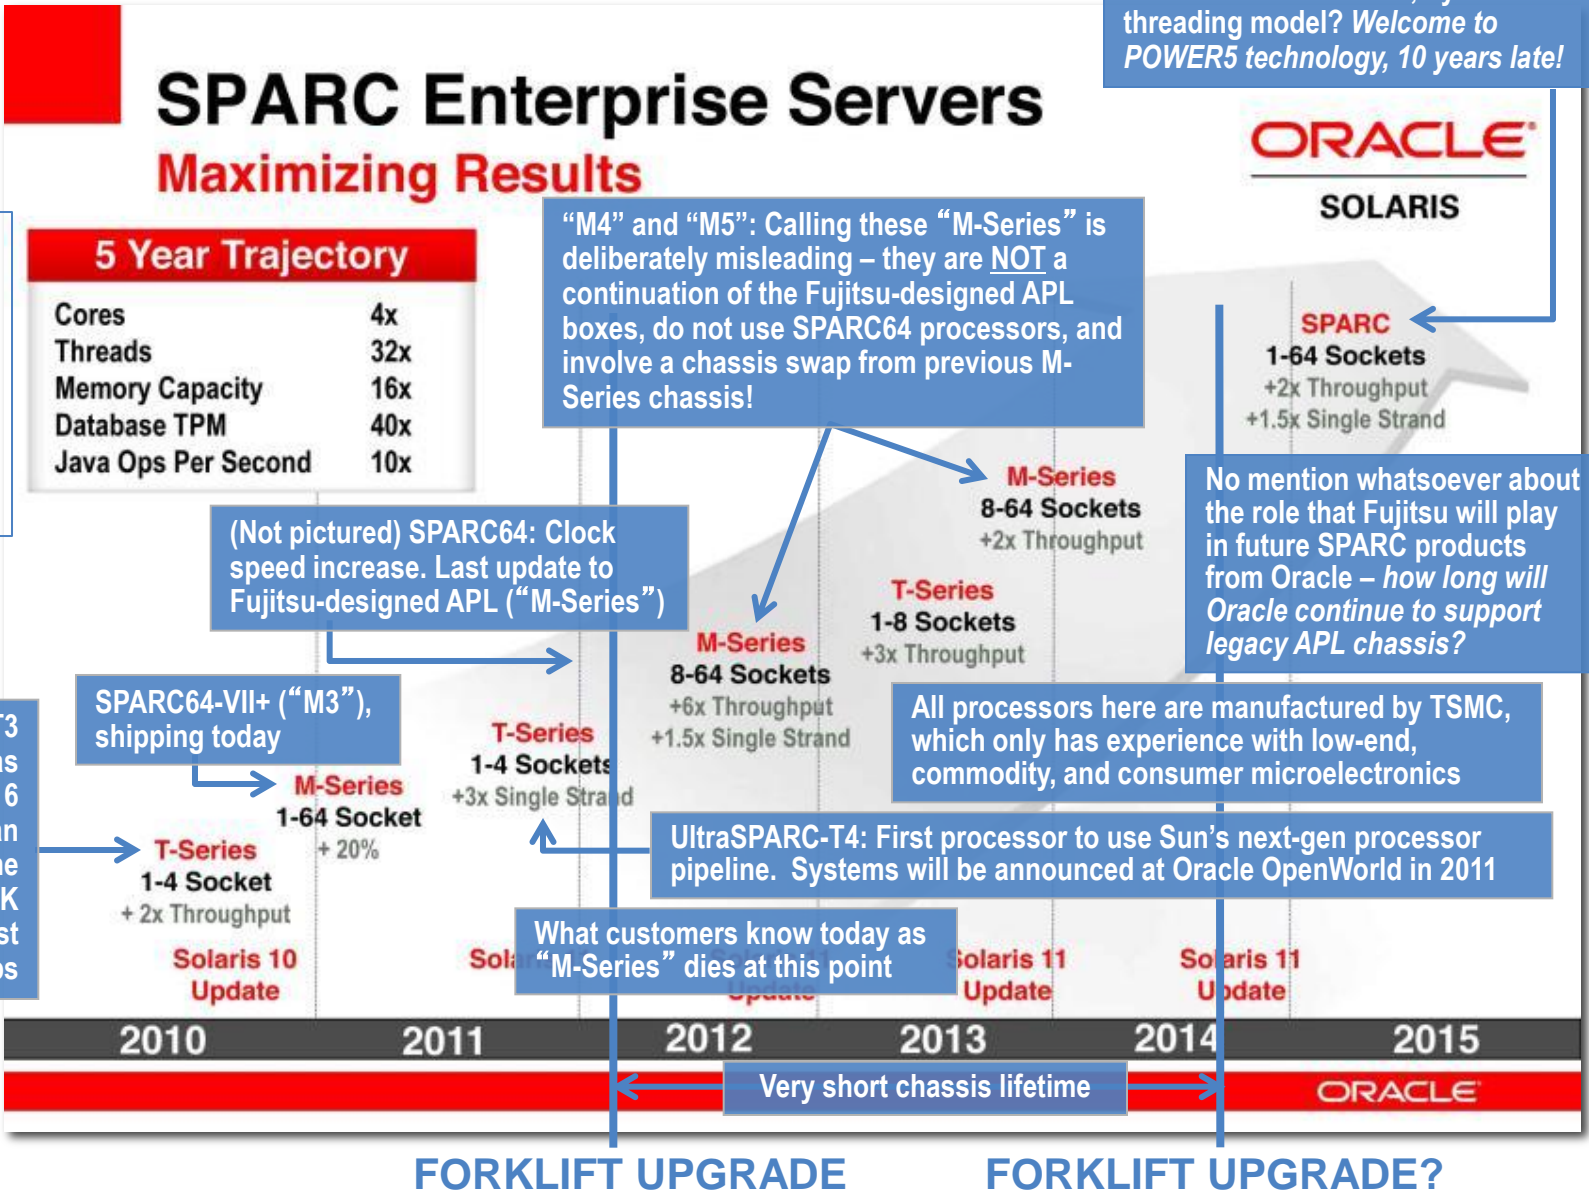 threading model? Welcome to
POWER5 technology, 10 years late!
SPARC Enterprise Servers
Maximizing Results
ORACLE
SOLARIS
5 Year Trajectory
Cores 4x
Threads 32x
Memory Capacity 16x
Database TPM 40x
Java Ops Per Second 10x
“M4” and “M5”: Calling these “M-Series” is
deliberately misleading – they are NOT a
continuation of the Fujitsu-designed APL
boxes, do not use SPARC64 processors, and
involve a chassis swap from previous M-
Series chassis!
SPARC
1-64 Sockets
+2x Throughput
+1.5x Single Strand
M-Series
8-64 Sockets
+2x Throughput
No mention whatsoever about
the role that Fujitsu will play
in future SPARC products
from Oracle – how long will
Oracle continue to support
legacy APL chassis?
(Not pictured) SPARC64: Clock
speed increase. Last update to
Fujitsu-designed APL (“M-Series”)
T-Series
1-8 Sockets
+3x Throughput
M-Series
8-64 Sockets
+6x Throughput
+1.5x Single Strand
SPARC64-VII+ (“M3”),
shipping today
All processors here are manufactured by TSMC,
which only has experience with low-end,
commodity, and consumer microelectronics
T-Series
1-4 Sockets
+3x Single Strand
M-Series
1-64 Socket
+ 20%
T3
as
6
an
K
T-Series
1-4 Socket
+ 2x Throughput
UltraSPARC-T4: First processor to use Sun’s next-gen processor
pipeline. Systems will be announced at Oracle OpenWorld in 2011
What customers know today as
“M-Series” dies at this point
Solaris 10
Update
Update
Solaris 11
Update
Solaris 11
Update
2010 2011 2012 2013 2014 2015
Very short chassis lifetime
ORACLE
FORKLIFT UPGRADE
FORKLIFT UPGRADE?